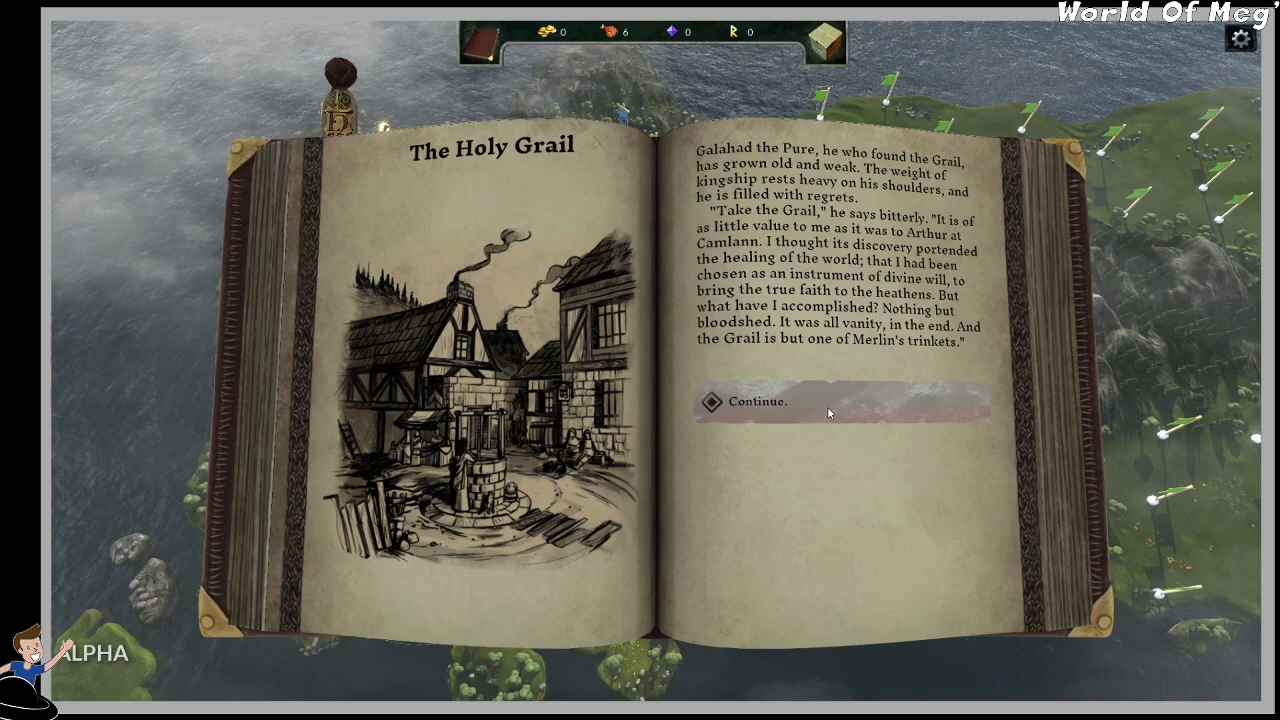 World Of Mcg'
0
6
0
0
The Holy Grail
Galahad the Pure, he who found the Grail,
has grown old and weak. The weight of
kingship rests heavy on his shoulders, and
he is filled with regrets.
"Take the Grail," he says bitterly. "It is of
as little value to me as it was to Arthur at
Camlann. I thought its discovery portended
the healing of the world; that I had been
chosen as an instrument of divine will, to
bring the true faith to the heathens. But
what have I accomplished? Nothing but
bloodshed. It was all vanity, in the end. And
the Grail is but one of Merlin's trinkets."
Continue.
ALPHA